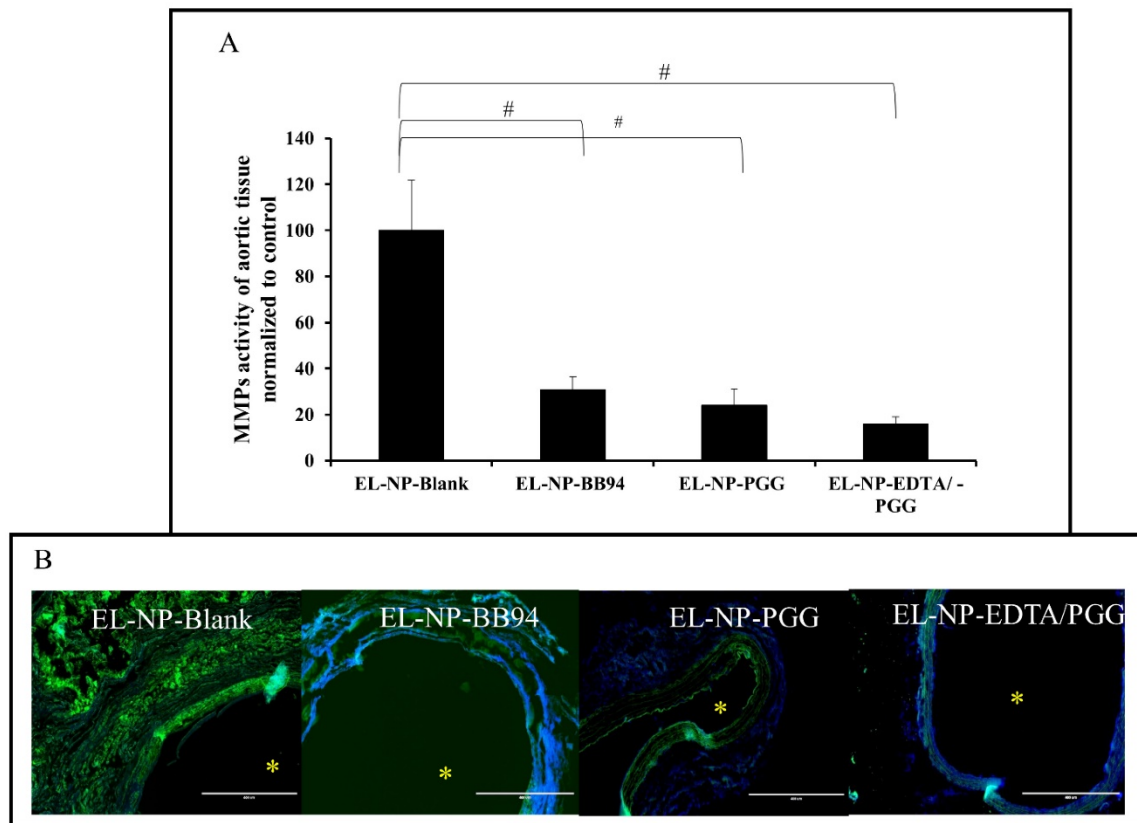 A
#
#
#
MMPs activity of aortic tissue
normalized to control
140
120
100
80
60
40
20
0
EL-NP-Blank
EL-NP-BB94
EL-NP-PGG
EL-NP-EDTA/ -
PGG
B
EL-NP-Blank
EL-NP-BB94
EL-NP-PGG
EL-NP-EDTA/PGG
*
*
*
*